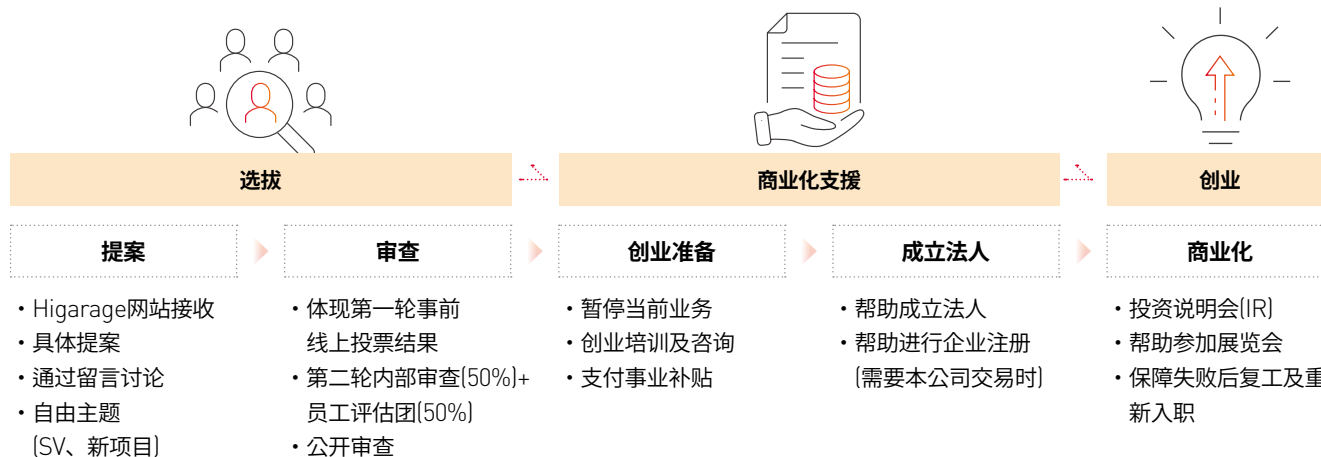 选拔
商业化支援
创业
提案
审查
创业准备
成立法人
商业化
・Higarage网站接收
・具体提案
・通过留言讨论
・自由主题
(SV、新项目)
・体现第一轮事前
线上投票结果
・第二轮内部审查(50%)+
员工评估团(50%)
・公开审查
・暂停当前业务
・创业培训及咨询
・支付事业补贴
・帮助成立法人
・帮助进行企业注册
(需要本公司交易时)
・投资说明会(IR)
・帮助参加展览会
・保障失败后复工及重
新入职